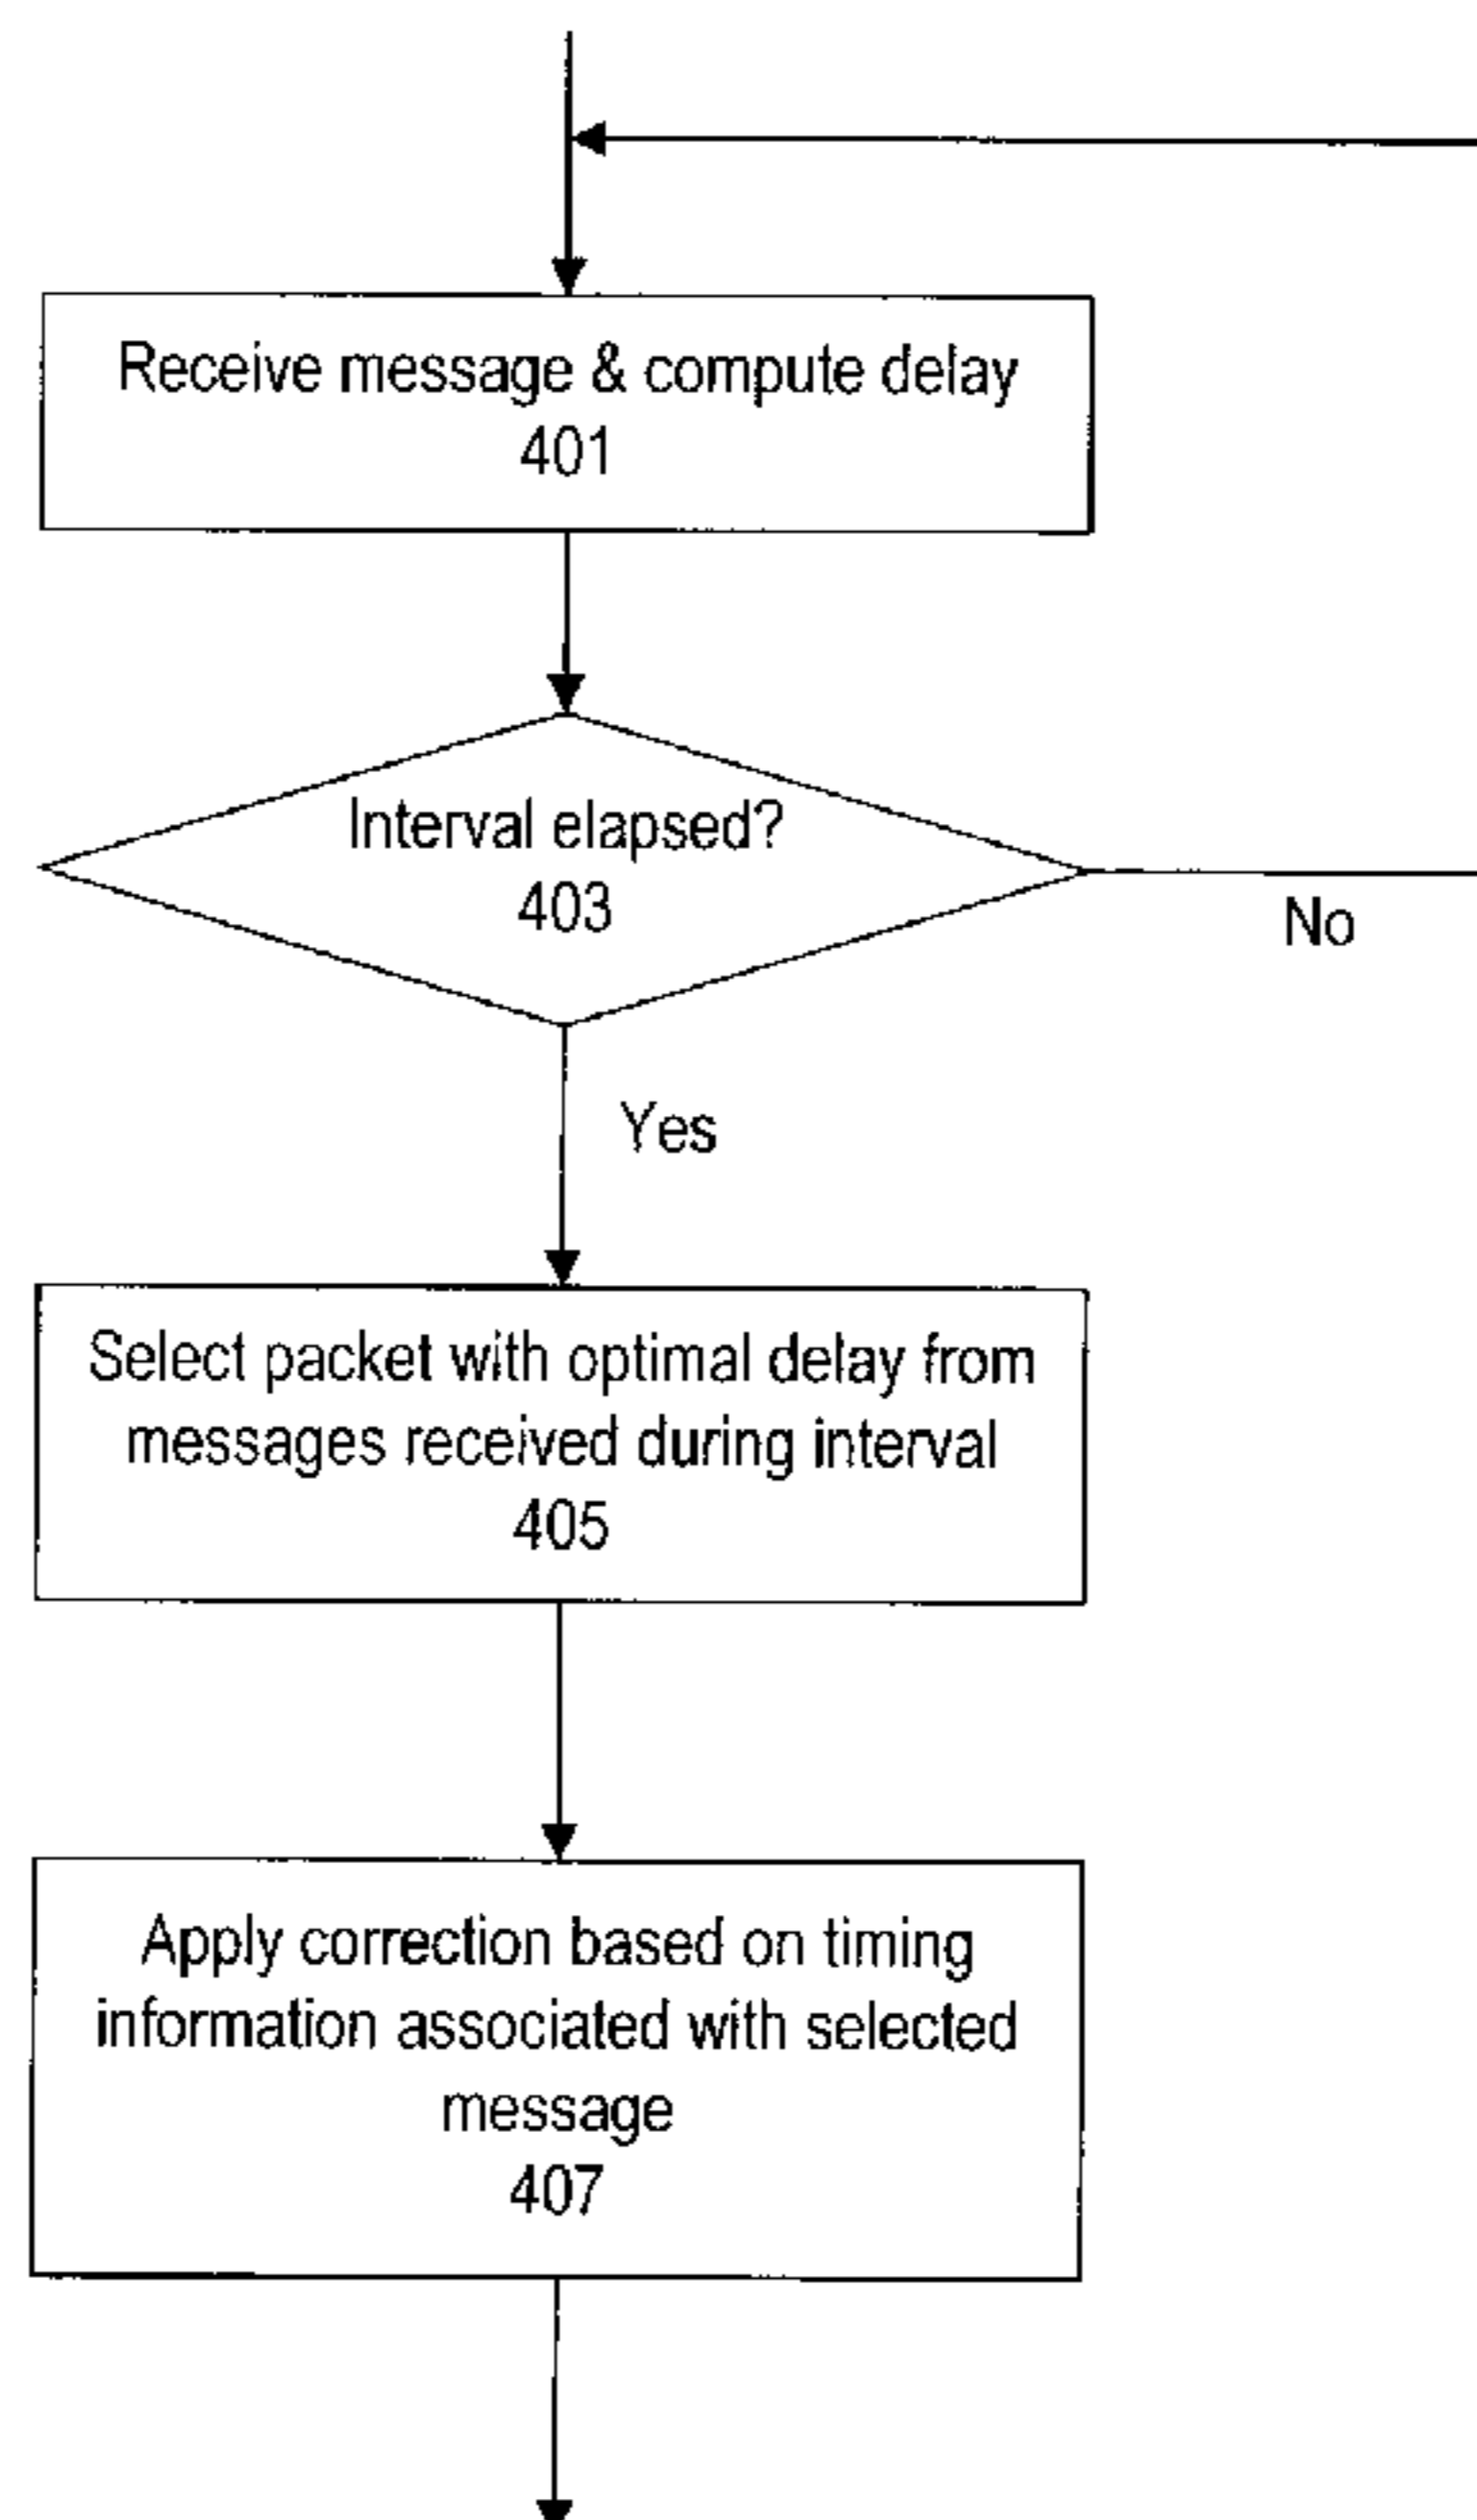 Receive message & compute delay
401
Interval elapsed?
403
No
Yes
Select packet with optimal delay from
messages received during interval
405
Apply correction based on timing
information associated with selected
message
407